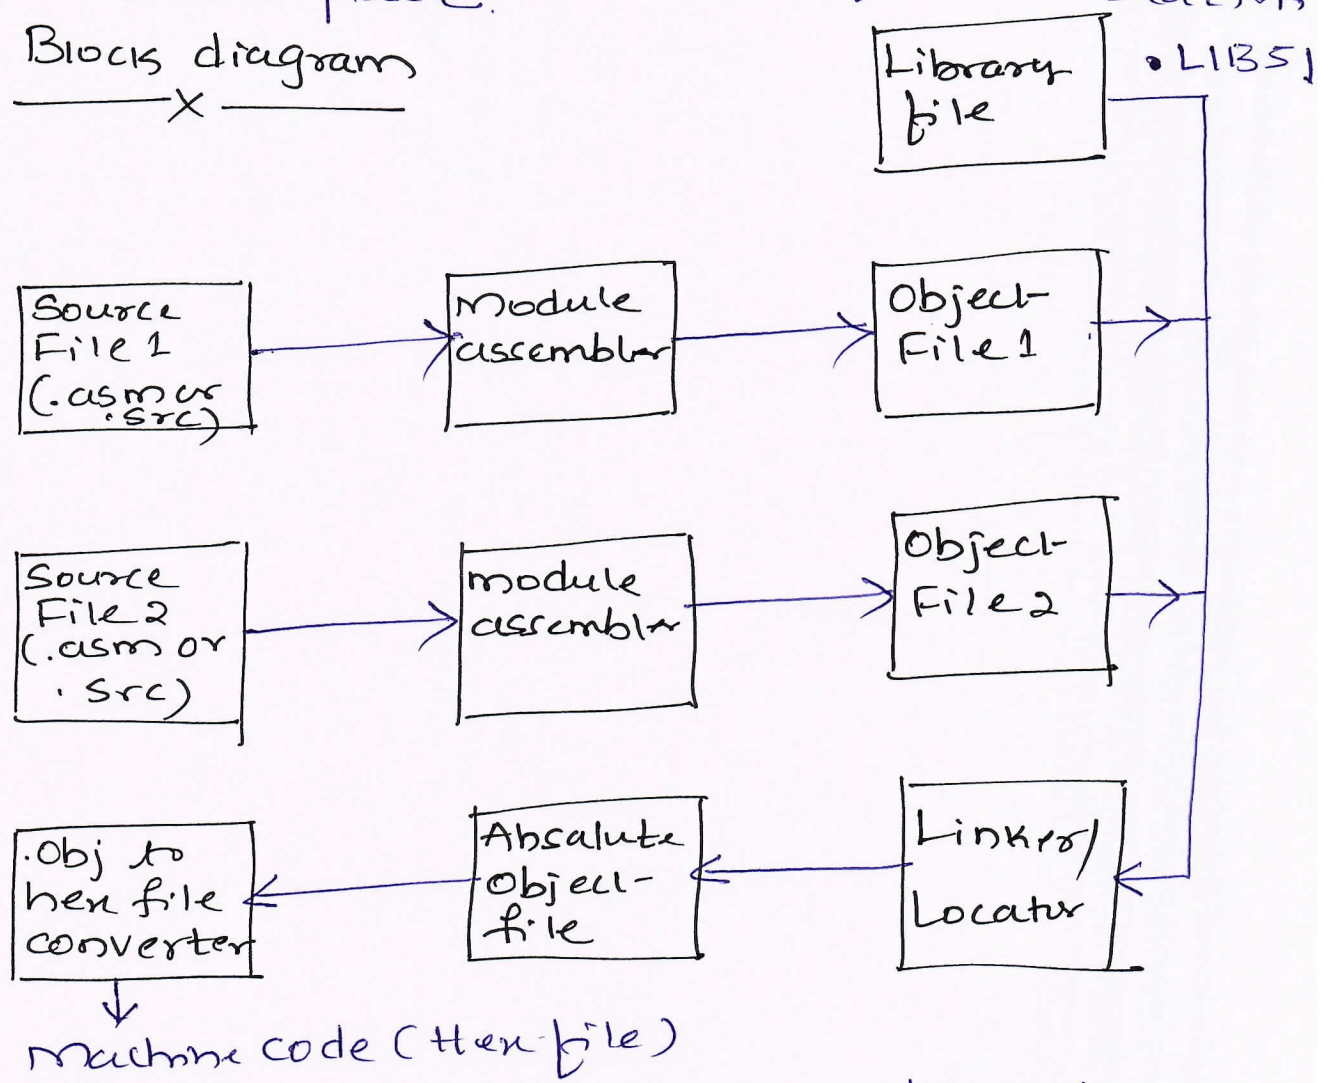 Block diagram
x
Library
file
• LIB51
Source
File 1
(.asm or
.src)
Module
assembler
Object
File 1
Source
File 2
(.asm or
.src)
module
assembler
Object
File 2
.Obj to
hex file
converter
Absalute
Object
file
Linker/
Locator
Machine code (Hex file)